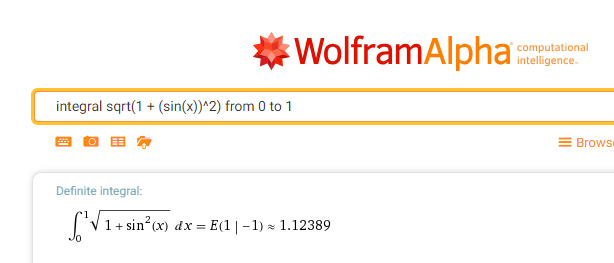 WolframAlpha computational intelligence.
integral sqrt(1 + (sin(x))^2) from 0 to 1
Brows
Definite integral:
∫₀¹ √(1 + sin²(x)) dx = E(1 | −1) ≈ 1.12389